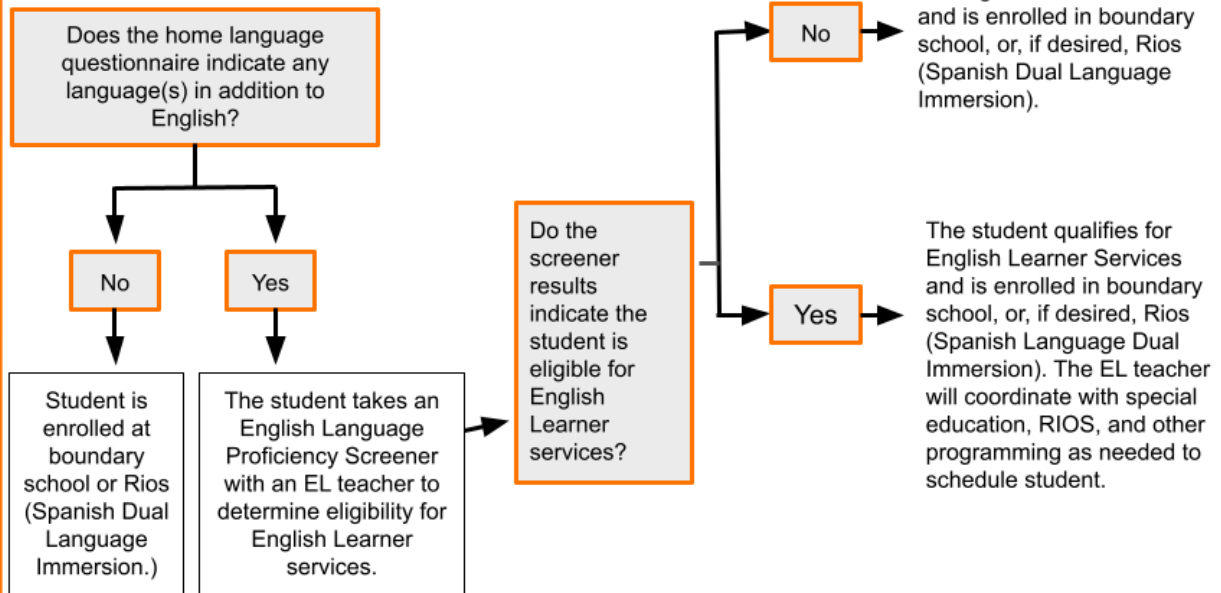 Does the home language
questionnaire indicate any
language(s) in addition to
English?
No
Yes
Student is
enrolled at
boundary
school or Rios
(Spanish Dual
Language
Immersion.)
The student takes an
English Language
Proficiency Screener
with an EL teacher to
determine eligibility for
English Learner
services.
Do the
screener
results
indicate the
student is
eligible for
English
Learner
services?
No
and is enrolled in boundary
school, or, if desired, Rios
(Spanish Dual Language
Immersion).
Yes
The student qualifies for
English Learner Services
and is enrolled in boundary
school, or, if desired, Rios
(Spanish Language Dual
Immersion). The EL teacher
will coordinate with special
education, RIOS, and other
programming as needed to
schedule student.